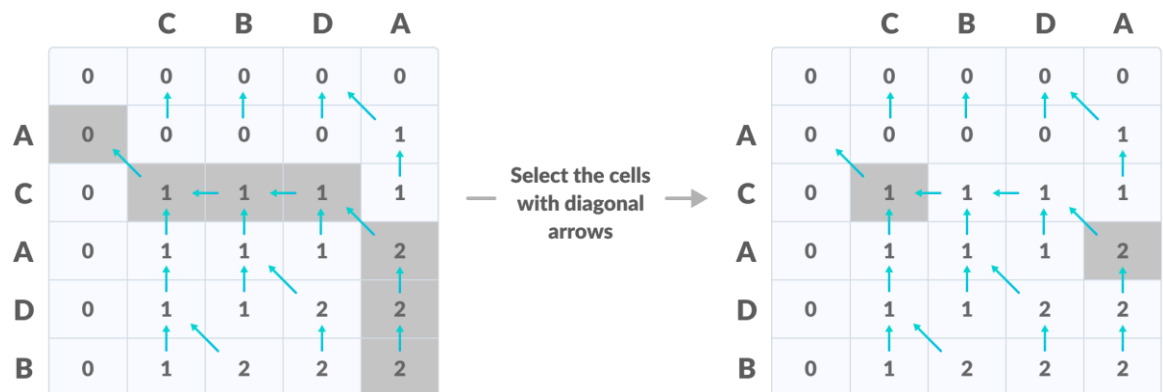 C B D A
0 0 0 0 0
A 0 0 0 0 1
C 0 1 1 1 1
A 0 1 1 1 2
D 0 1 1 2 2
B 0 1 2 2 2
Select the cells
with diagonal
arrows
C B D A
0 0 0 0 0
A 0 0 0 0 1
C 0 1 1 1 1
A 0 1 1 1 2
D 0 1 1 2 2
B 0 1 2 2 2